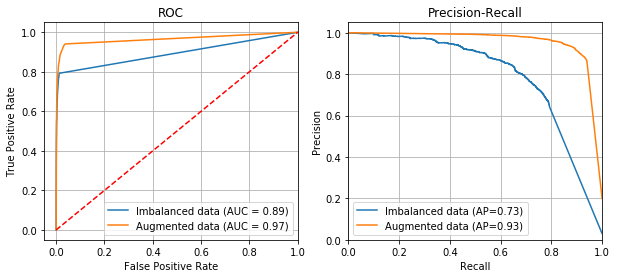 ROC
1.0
0.8
0.6
0.4
0.2
0.0
True Positive Rate
0.0 0.2 0.4 0.6 0.8 1.0
False Positive Rate
Imbalanced data (AUC = 0.89)
Augmented data (AUC = 0.97)
Precision-Recall
1.0
0.8
0.6
0.4
0.2
0.0
Precision
0.0 0.2 0.4 0.6 0.8 1.0
Recall
Imbalanced data (AP=0.73)
Augmented data (AP=0.93)